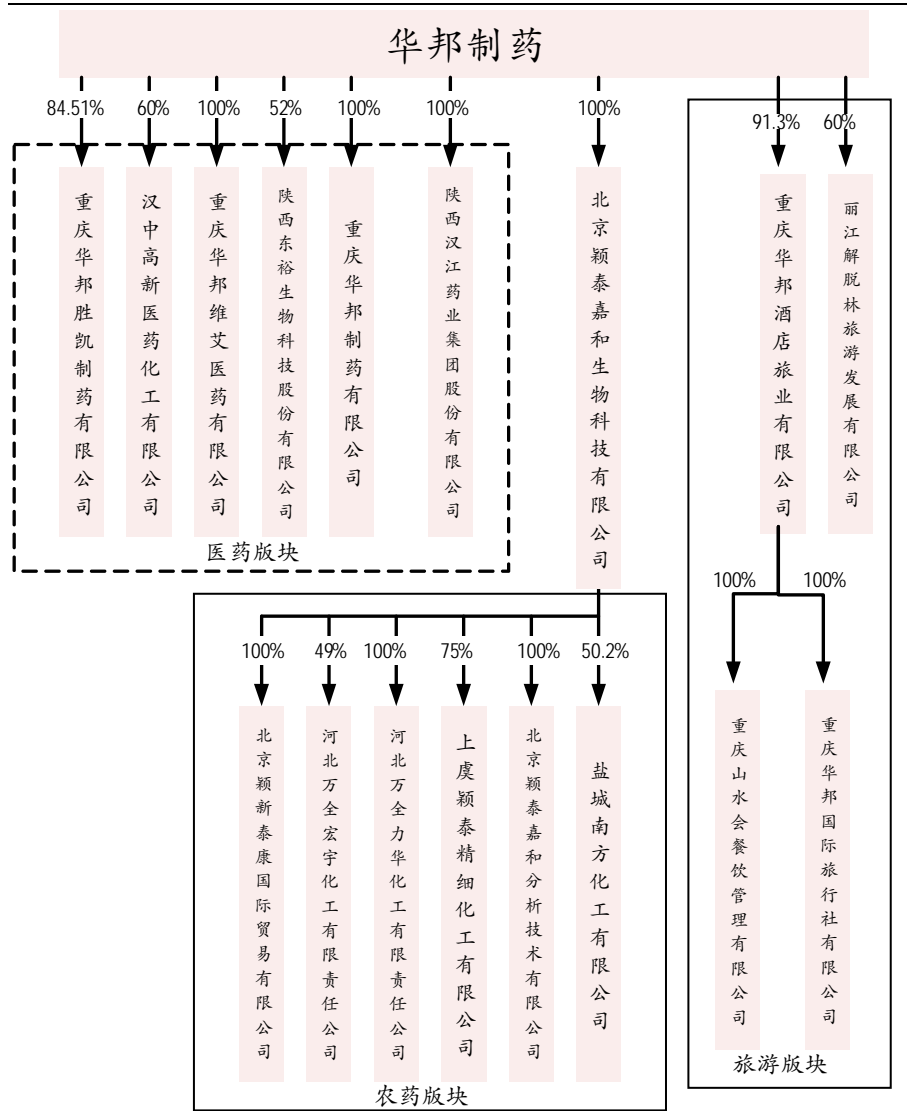 华邦制药
84.51%
60%
100%
52%
100%
100%
100%
91.3%
60%
重庆华邦胜凯制药有限公司
汉中高新医药化工有限公司
重庆华邦维艾医药有限公司
陕西东裕生物科技股份有限公司
重庆华邦制药有限公司
陕西汉江药业集团股份有限公司
北京颖泰嘉和生物科技有限公司
重庆华邦酒店旅业有限公司
丽江解脱林旅游发展有限公司
医药版块
100%
49%
100%
75%
100%
50.2%
100%
100%
北京颖新泰康国际贸易有限公司
河北万全宏宇化工有限责任公司
河北万全力华化工有限责任公司
上虞颖泰精细化工有限公司
北京颖泰嘉和分析技术有限公司
盐城南方化工有限公司
重庆山水会餐饮管理有限公司
重庆华邦国际旅行社有限公司
农药版块
旅游版块